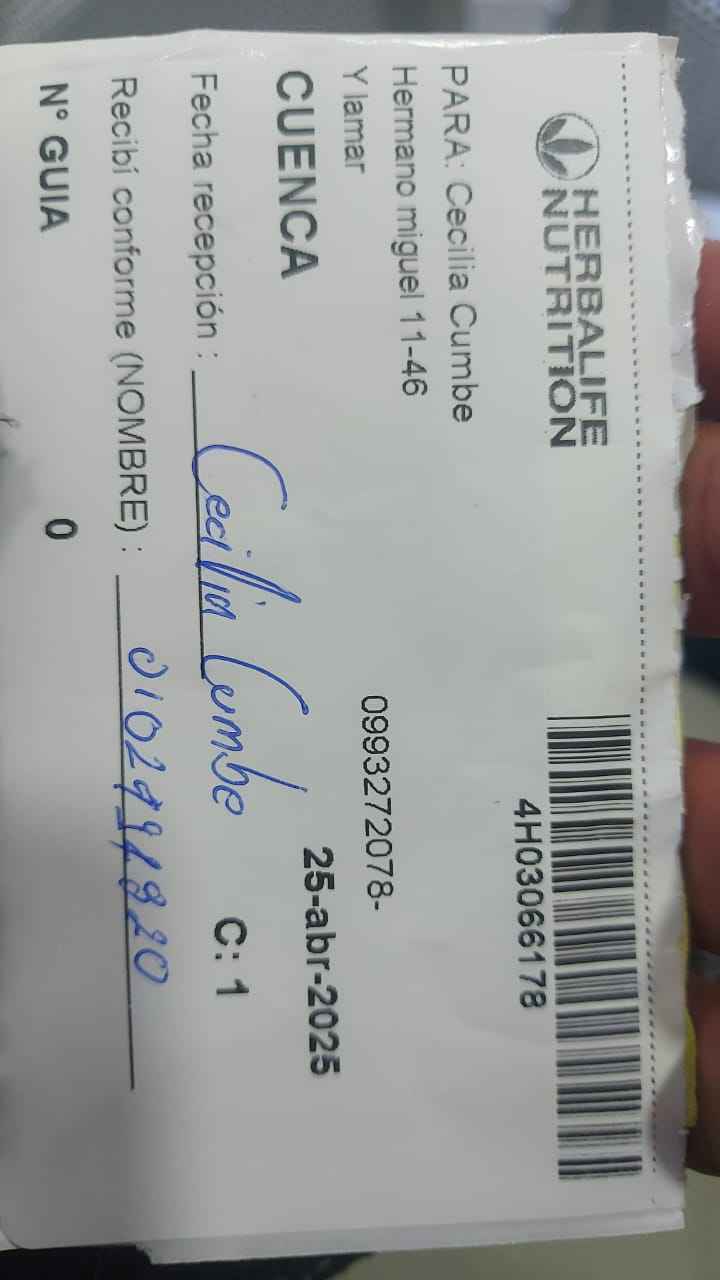 HERBALIFE
NUTRITION
4H03066178
PARA: Cecilia Cumbe
Hermano miguel 11-46
0993272078-
Y lamar
CUENCA
25-abr-2025
Fecha recepción : Cecilia Cumbe
C: 1
Recibí conforme (NOMBRE) :
N° GUIA 0